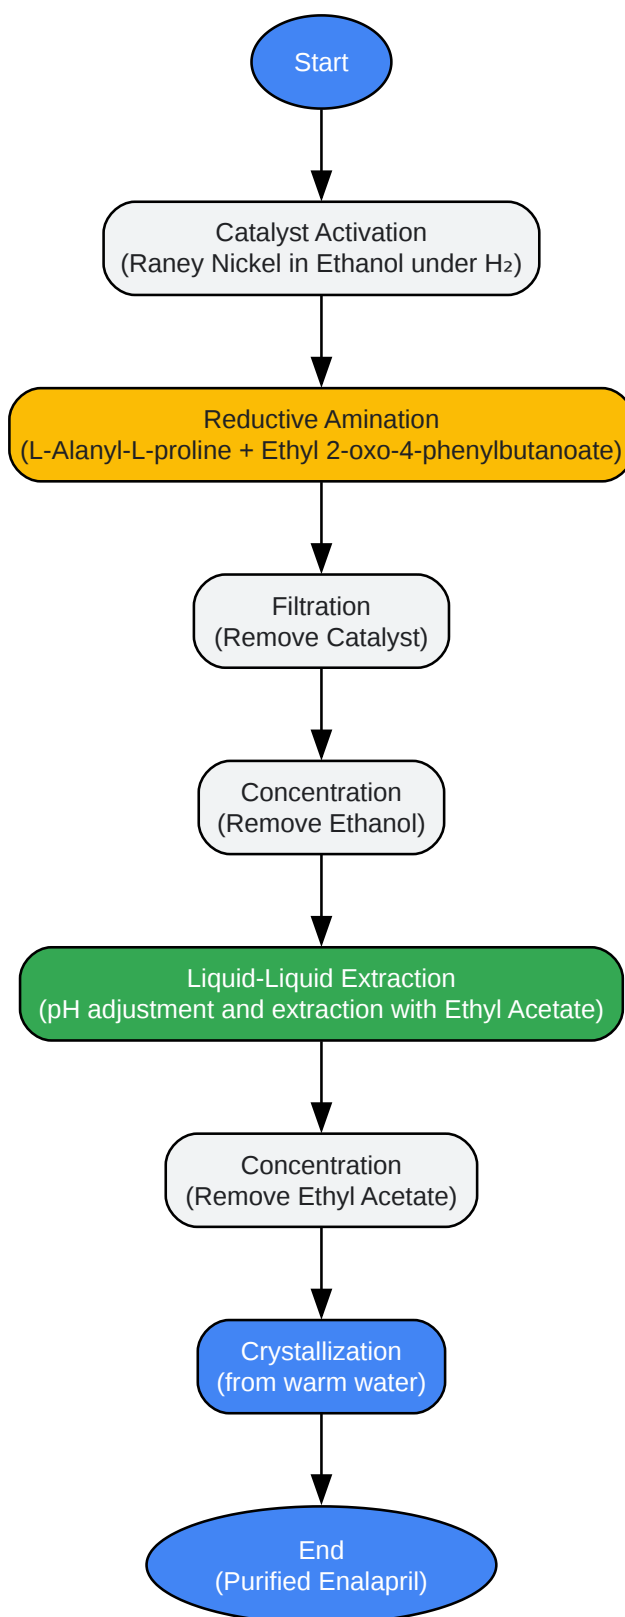 Start
Catalyst Activation
(Raney Nickel in Ethanol under H₂)
Reductive Amination
(L-Alanyl-L-proline + Ethyl 2-oxo-4-phenylbutanoate)
Filtration
(Remove Catalyst)
Concentration
(Remove Ethanol)
Liquid-Liquid Extraction
(pH adjustment and extraction with Ethyl Acetate)
Concentration
(Remove Ethyl Acetate)
Crystallization
(from warm water)
End
(Purified Enalapril)